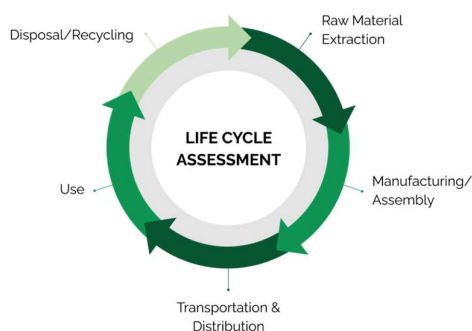 Disposal/Recycling
Raw Material
Extraction
LIFE CYCLE
ASSESSMENT
Manufacturing/
Assembly
Use
Transportation &
Distribution